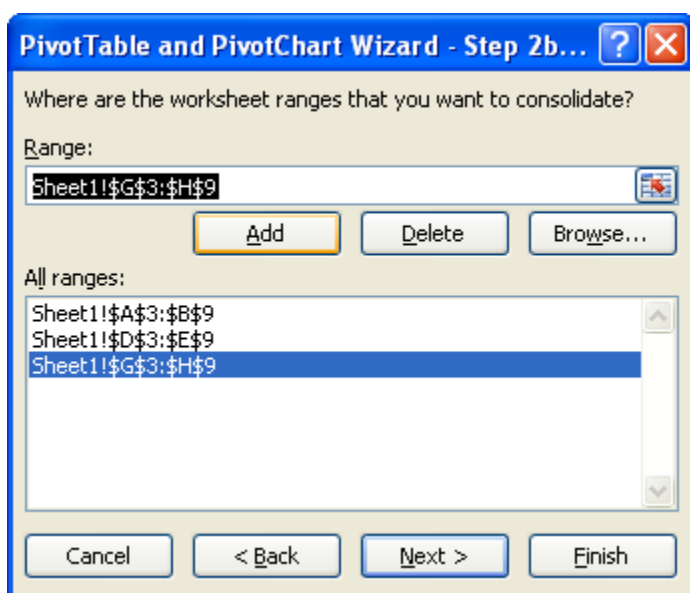 PivotTable and PivotChart Wizard - Step 2b... ?
Where are the worksheet ranges that you want to consolidate?
Range:
Sheet1!$G$3:$H$9
Add Delete Browse...
All ranges:
Sheet1!$A$3:$B$9
Sheet1!$D$3:$E$9
Sheet1!$G$3:$H$9
Cancel < Back Next > Finish